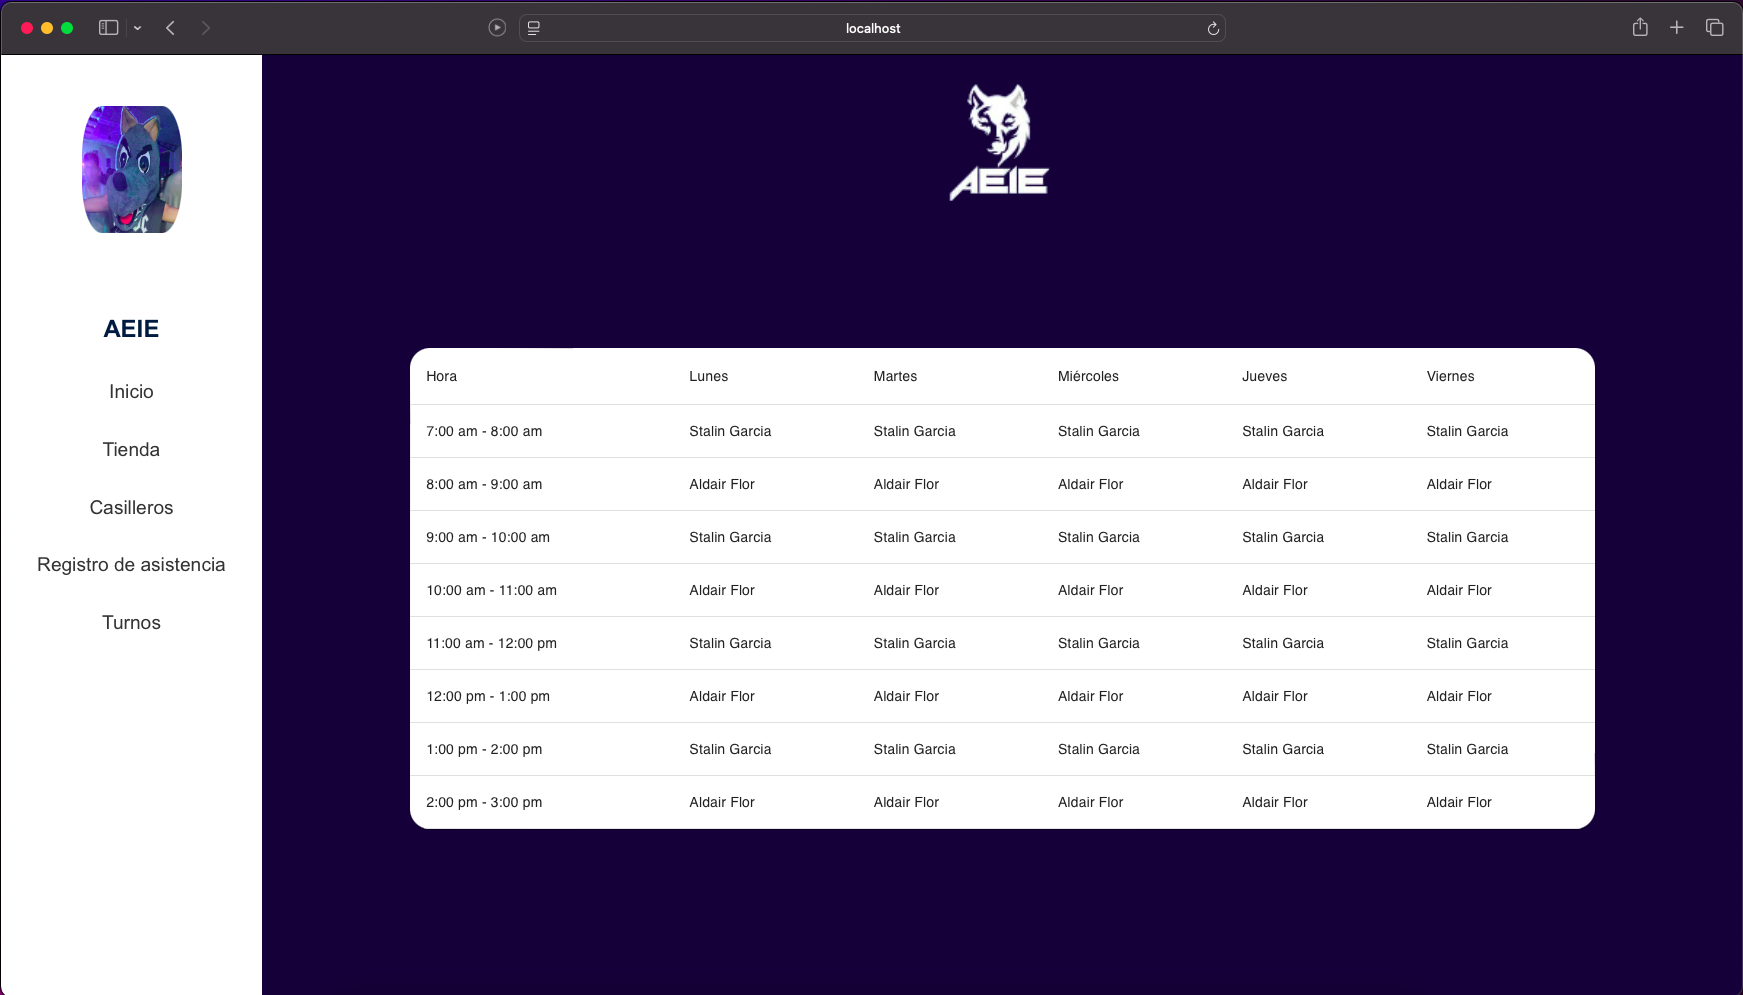 localhost
AEIE
Inicio
Tienda
Casilleros
Registro de asistencia
Turnos
AEIE
Hora Lunes Martes Miércoles Jueves Viernes
7:00 am - 8:00 am Stalin Garcia Stalin Garcia Stalin Garcia Stalin Garcia Stalin Garcia
8:00 am - 9:00 am Aldair Flor Aldair Flor Aldair Flor Aldair Flor Aldair Flor
9:00 am - 10:00 am Stalin Garcia Stalin Garcia Stalin Garcia Stalin Garcia Stalin Garcia
10:00 am - 11:00 am Aldair Flor Aldair Flor Aldair Flor Aldair Flor Aldair Flor
11:00 am - 12:00 pm Stalin Garcia Stalin Garcia Stalin Garcia Stalin Garcia Stalin Garcia
12:00 pm - 1:00 pm Aldair Flor Aldair Flor Aldair Flor Aldair Flor Aldair Flor
1:00 pm - 2:00 pm Stalin Garcia Stalin Garcia Stalin Garcia Stalin Garcia Stalin Garcia
2:00 pm - 3:00 pm Aldair Flor Aldair Flor Aldair Flor Aldair Flor Aldair Flor